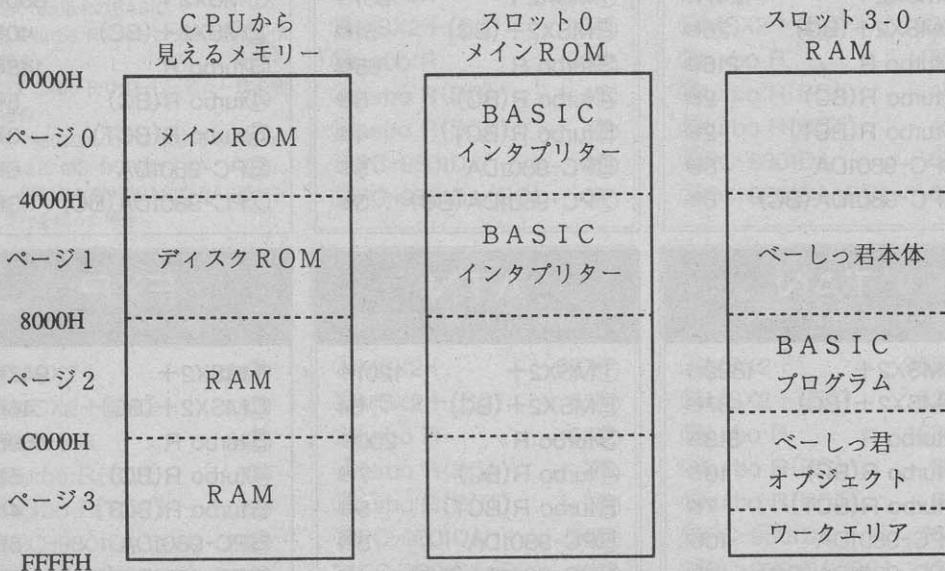 CPUから
見えるメモリー
0000H
ページ0
メインROM
4000H
ページ1
ディスクROM
8000H
ページ2
RAM
C000H
ページ3
RAM
FFFFH
スロット0
メインROM
BASIC
インタプリター
BASIC
インタプリター
スロット3-0
RAM
べーしっ君本体
BASIC
プログラム
べーしっ君
オブジェクト
ワークエリア